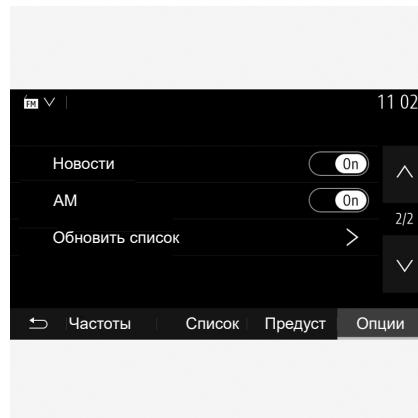 FM 11 02
Новости On
AM On
Обновить список
2/2
Частоты Список Предуст Опции